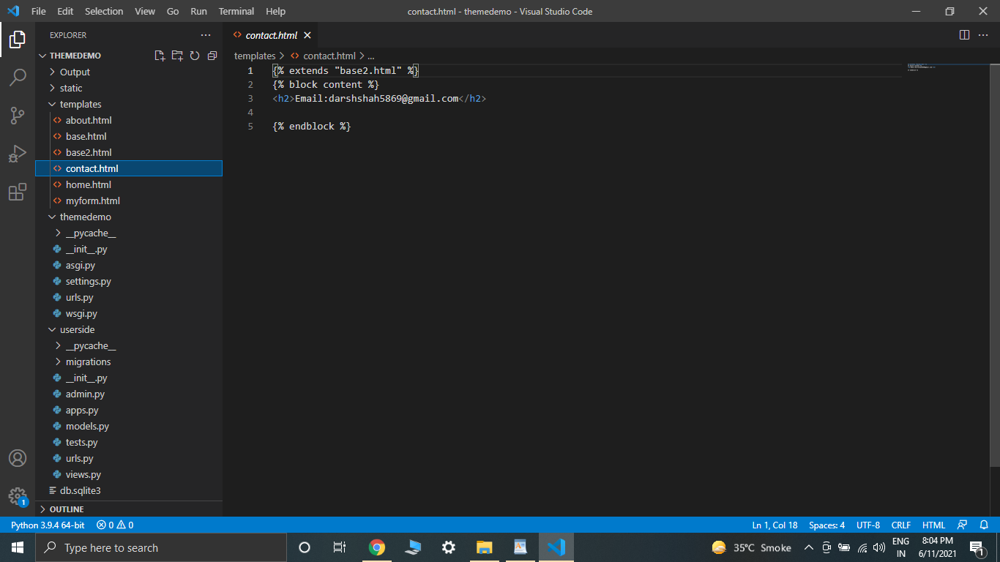 File Edit Selection View Go Run Terminal Help contact.html - themedemo - Visual Studio Code
EXPLORER
contact.html
THEMEDEMO
templates > contact.html > ...
Output
static
templates
about.html
base.html
base2.html
contact.html
home.html
myform.html
themedemo
__pycache__
__init__.py
asgi.py
settings.py
urls.py
wsgi.py
userside
__pycache__
migrations
__init__.py
admin.py
apps.py
models.py
tests.py
urls.py
views.py
db.sqlite3
OUTLINE
1 {% extends "base2.html" %}
2 {% block content %}
3 <h2>Email:darshshah5869@gmail.com</h2>
4
5 {% endblock %}
1
Python 3.9.4 64-bit 0 0 Ln 1, Col 18 Spaces: 4 UTF-8 CRLF HTML
Type here to search
35°C Smoke
ENG
IN
8:04 PM
6/11/2021
1